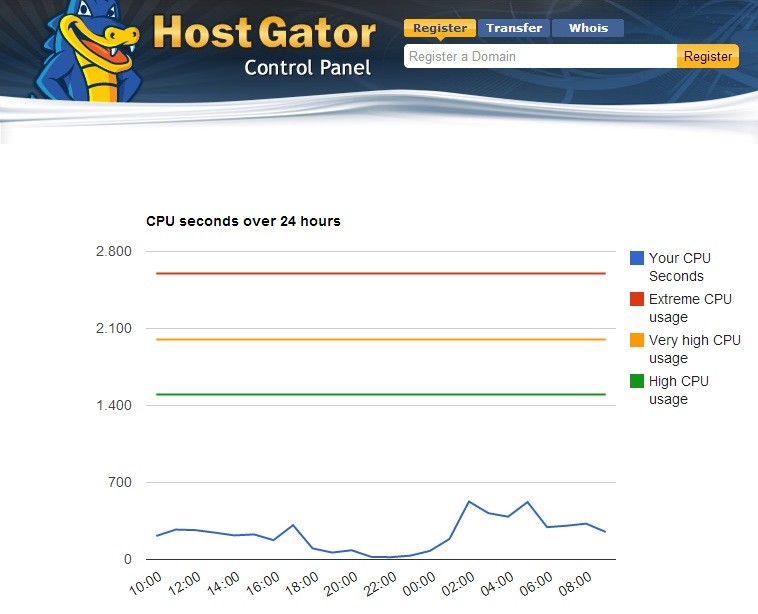 HostGator
Control Panel
Register Transfer Whois
Register a Domain Register
CPU seconds over 24 hours
2.800
2.100
1.400
700
0
10:00 12:00 14:00 16:00 18:00 20:00 22:00 00:00 02:00 04:00 06:00 08:00
Your CPU
Seconds
Extreme CPU
usage
Very high CPU
usage
High CPU
usage